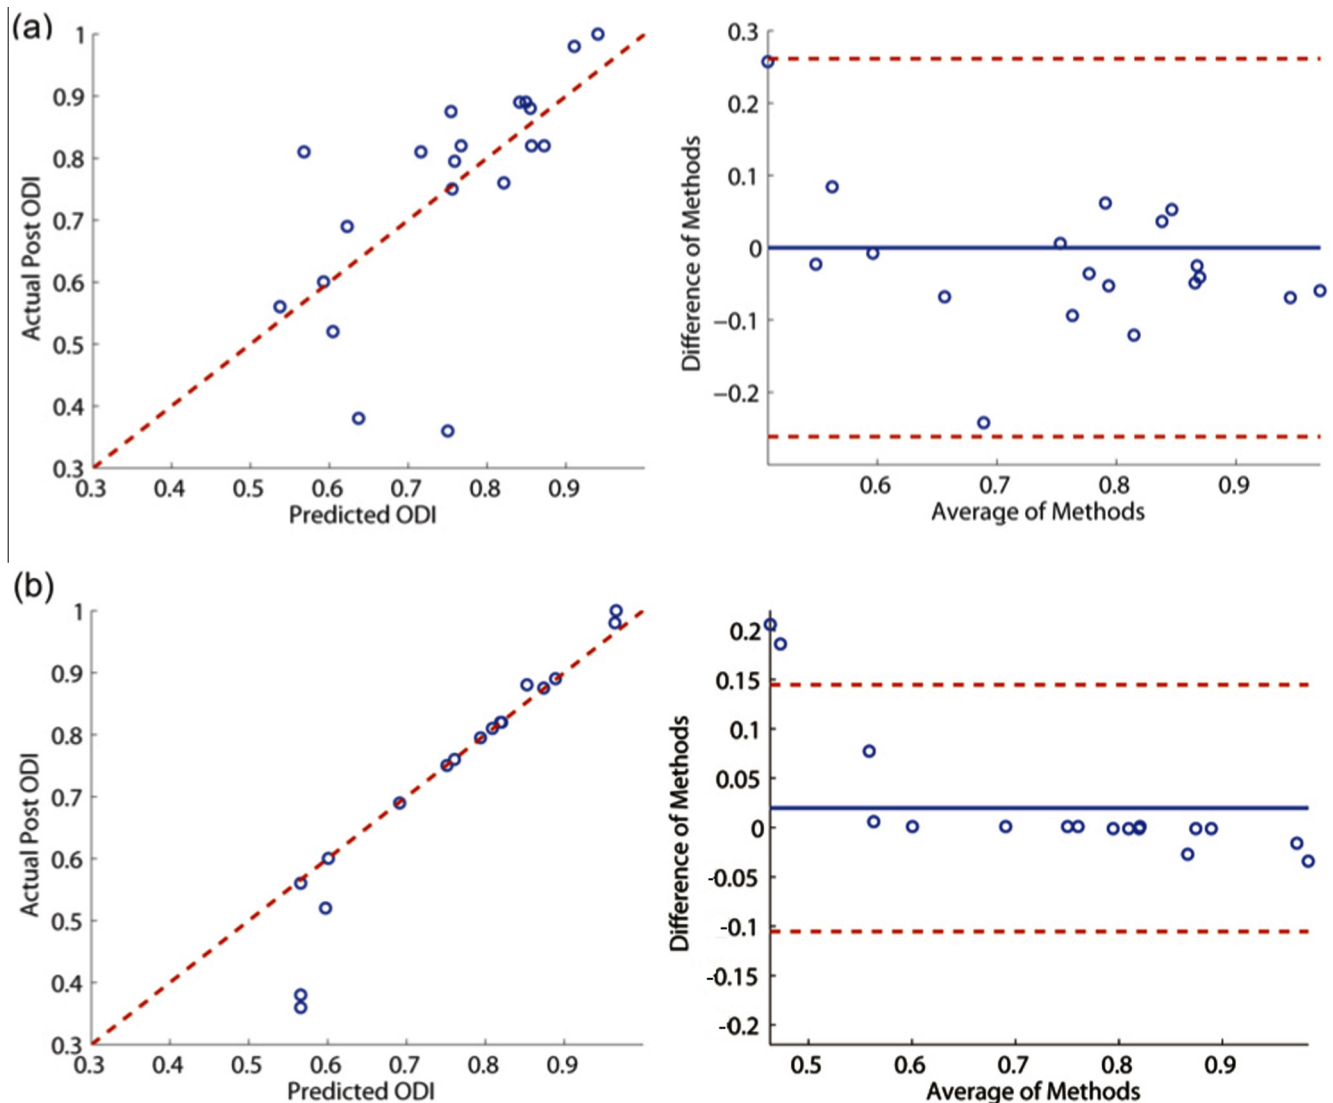 (a)
1
0.9
0.8
0.7
0.6
0.5
0.4
0.3
Actual Post ODI
0.3 0.4 0.5 0.6 0.7 0.8 0.9
Predicted ODI
0.3
0.2
0.1
0
−0.1
−0.2
Difference of Methods
0.6 0.7 0.8 0.9
Average of Methods
(b)
1
0.9
0.8
0.7
0.6
0.5
0.4
0.3
Actual Post ODI
0.3 0.4 0.5 0.6 0.7 0.8 0.9
Predicted ODI
0.2
0.15
0.1
0.05
0
-0.05
-0.1
-0.15
-0.2
Difference of Methods
0.5 0.6 0.7 0.8 0.9
Average of Methods